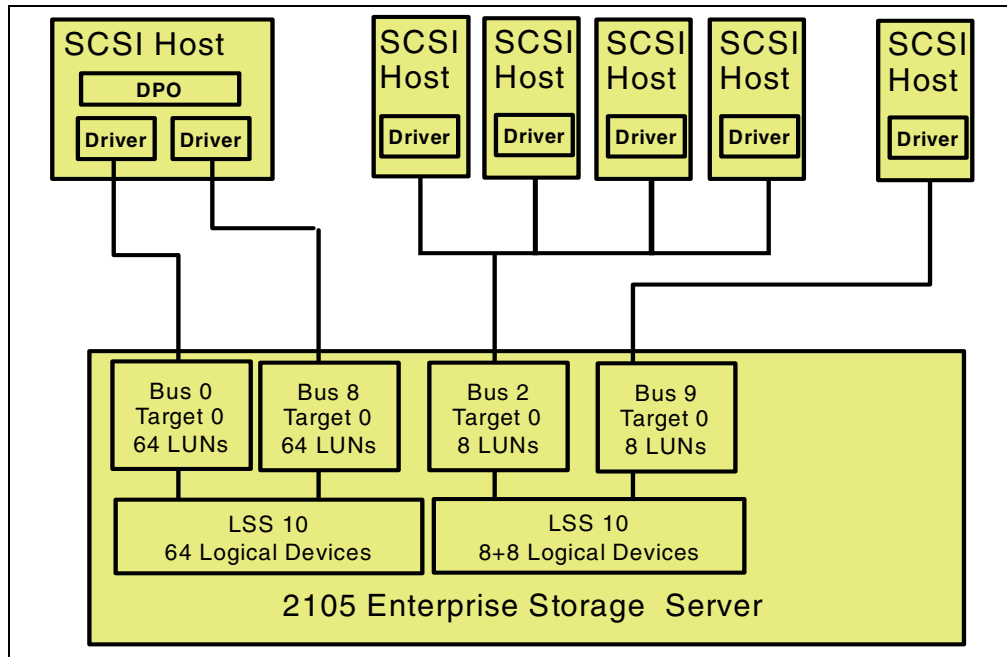 SCSI Host
DPO
Driver
Driver
SCSI
Host
Driver
SCSI
Host
Driver
SCSI
Host
Driver
SCSI
Host
Driver
SCSI
Host
Driver
Bus 0
Target 0
64 LUNs
Bus 8
Target 0
64 LUNs
Bus 2
Target 0
8 LUNs
Bus 9
Target 0
8 LUNs
LSS 10
64 Logical Devices
LSS 10
8+8 Logical Devices
2105 Enterprise Storage Server